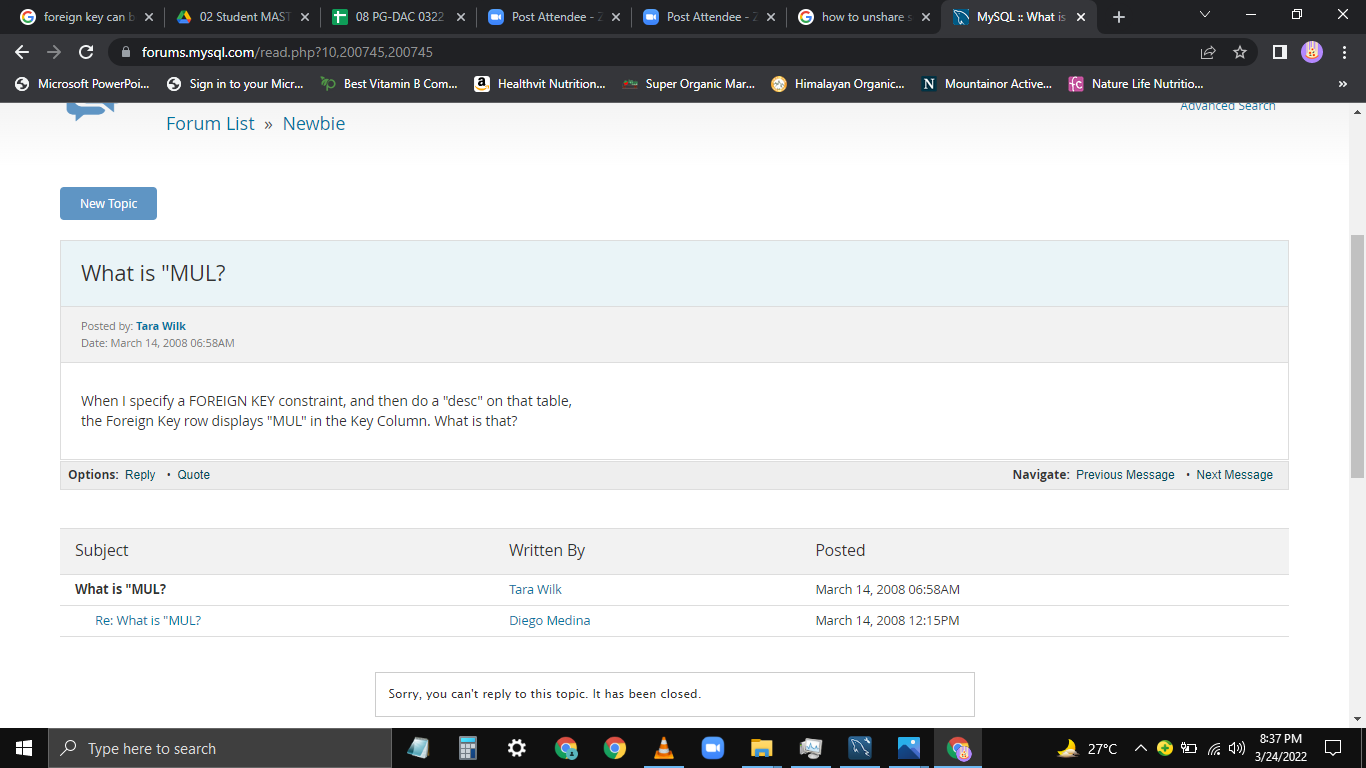 foreign key can b
02 Student MAST
08 PG-DAC 0322
Post Attendee - Z
Post Attendee - Z
how to unshare s
MySQL :: What is
forums.mysql.com/read.php?10,200745,200745
Microsoft PowerPoi...
Sign in to your Micr...
Best Vitamin B Com...
Healthvit Nutrition...
Super Organic Mar...
Himalayan Organic...
Mountainor Active...
Nature Life Nutritio...
»
Advanced Search
Forum List » Newbie
New Topic
What is "MUL?
Posted by: Tara Wilk
Date: March 14, 2008 06:58AM
When I specify a FOREIGN KEY constraint, and then do a "desc" on that table,
the Foreign Key row displays "MUL" in the Key Column. What is that?
Options: Reply • Quote
Navigate: Previous Message • Next Message
Subject Written By Posted
What is "MUL? Tara Wilk March 14, 2008 06:58AM
Re: What is "MUL? Diego Medina March 14, 2008 12:15PM
Sorry, you can't reply to this topic. It has been closed.
Type here to search
27°C
8:37 PM
3/24/2022